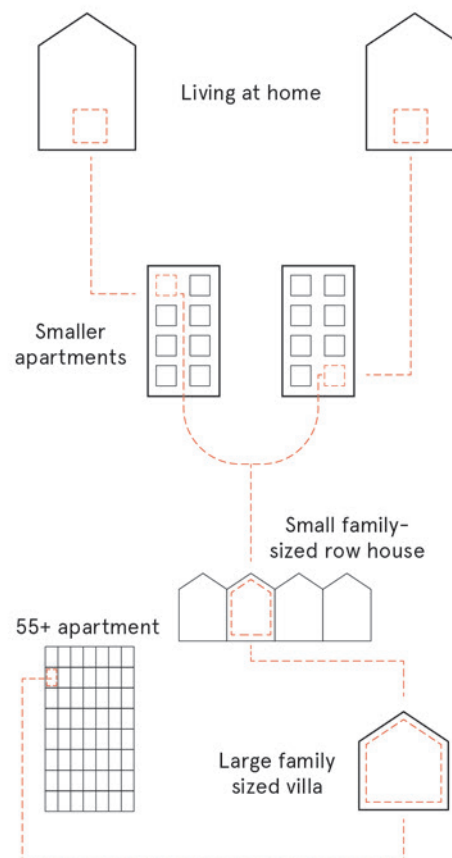 Living at home
Smaller
apartments
Small family-
sized row house
55+ apartment
Large family
sized villa